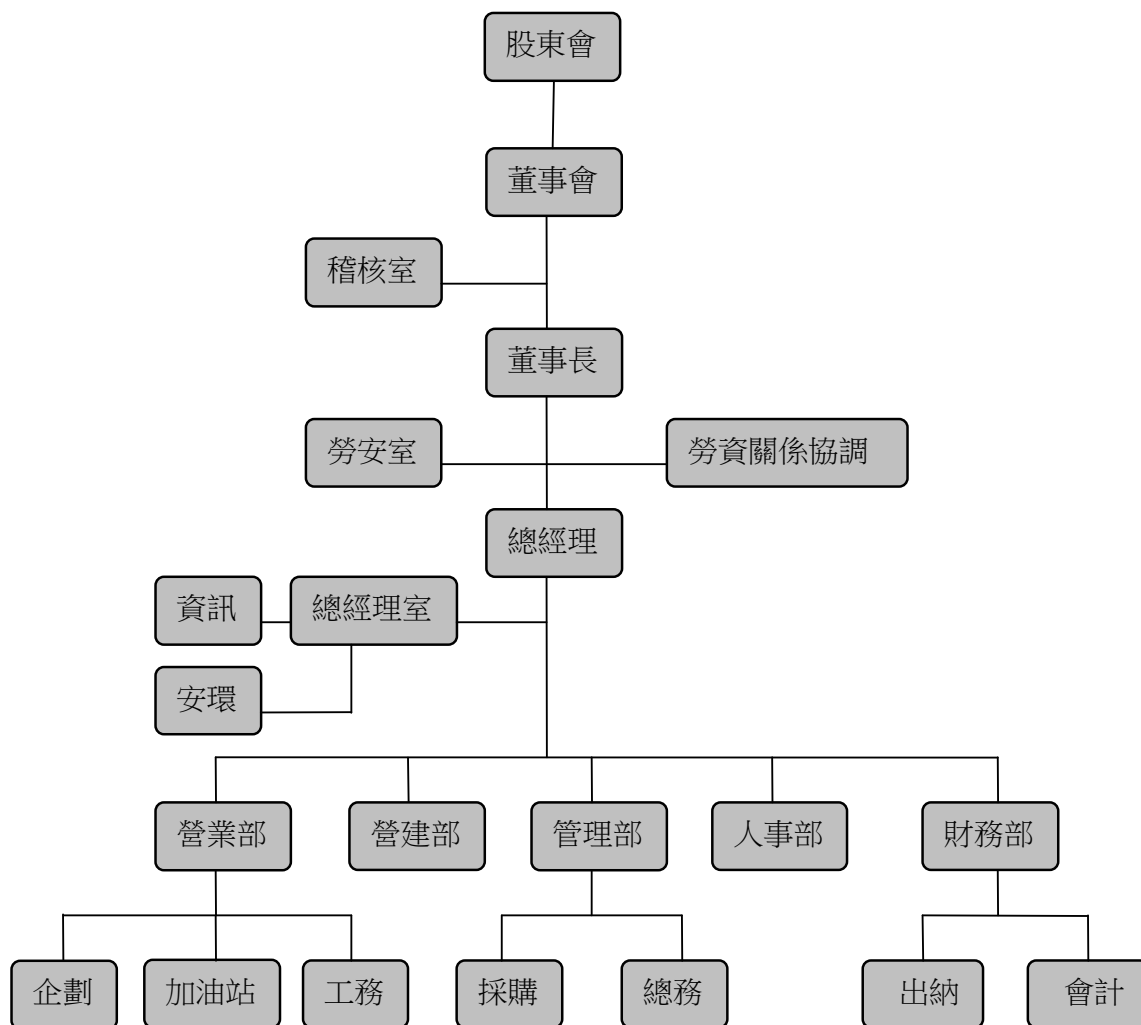 股東會
董事會
稽核室
董事長
勞安室
勞資關係協調
總經理
資訊
總經理室
安環
營業部
營建部
管理部
人事部
財務部
企劃
加油站
工務
採購
總務
出納
會計